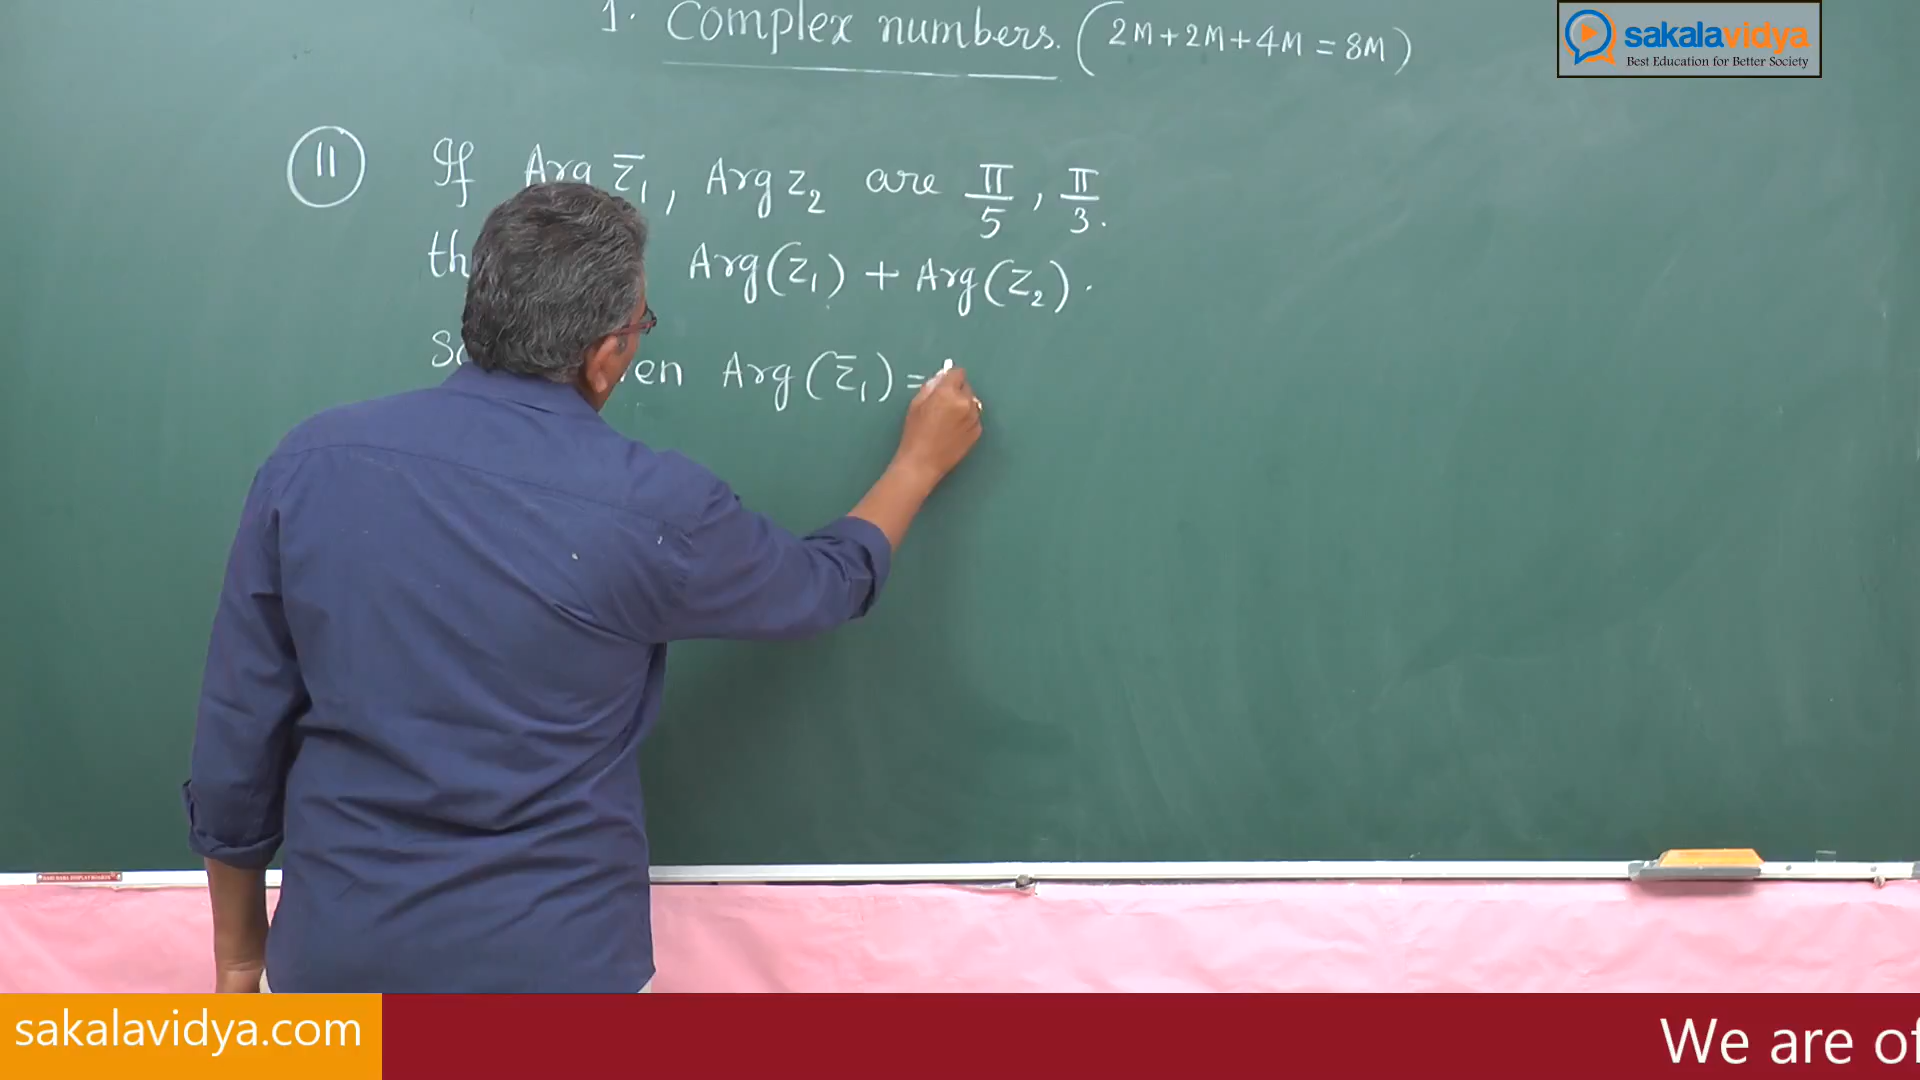 1. Complex numbers. (2M+2M+4M=8M)
sakalavidya
Best Education for Better Society
11 If Arg z̅₁, Arg z₂ are π/5, π/3.
th Arg(z₁) + Arg(z₂).
en Arg(z̅₁) =
sakalavidya.com
We are of